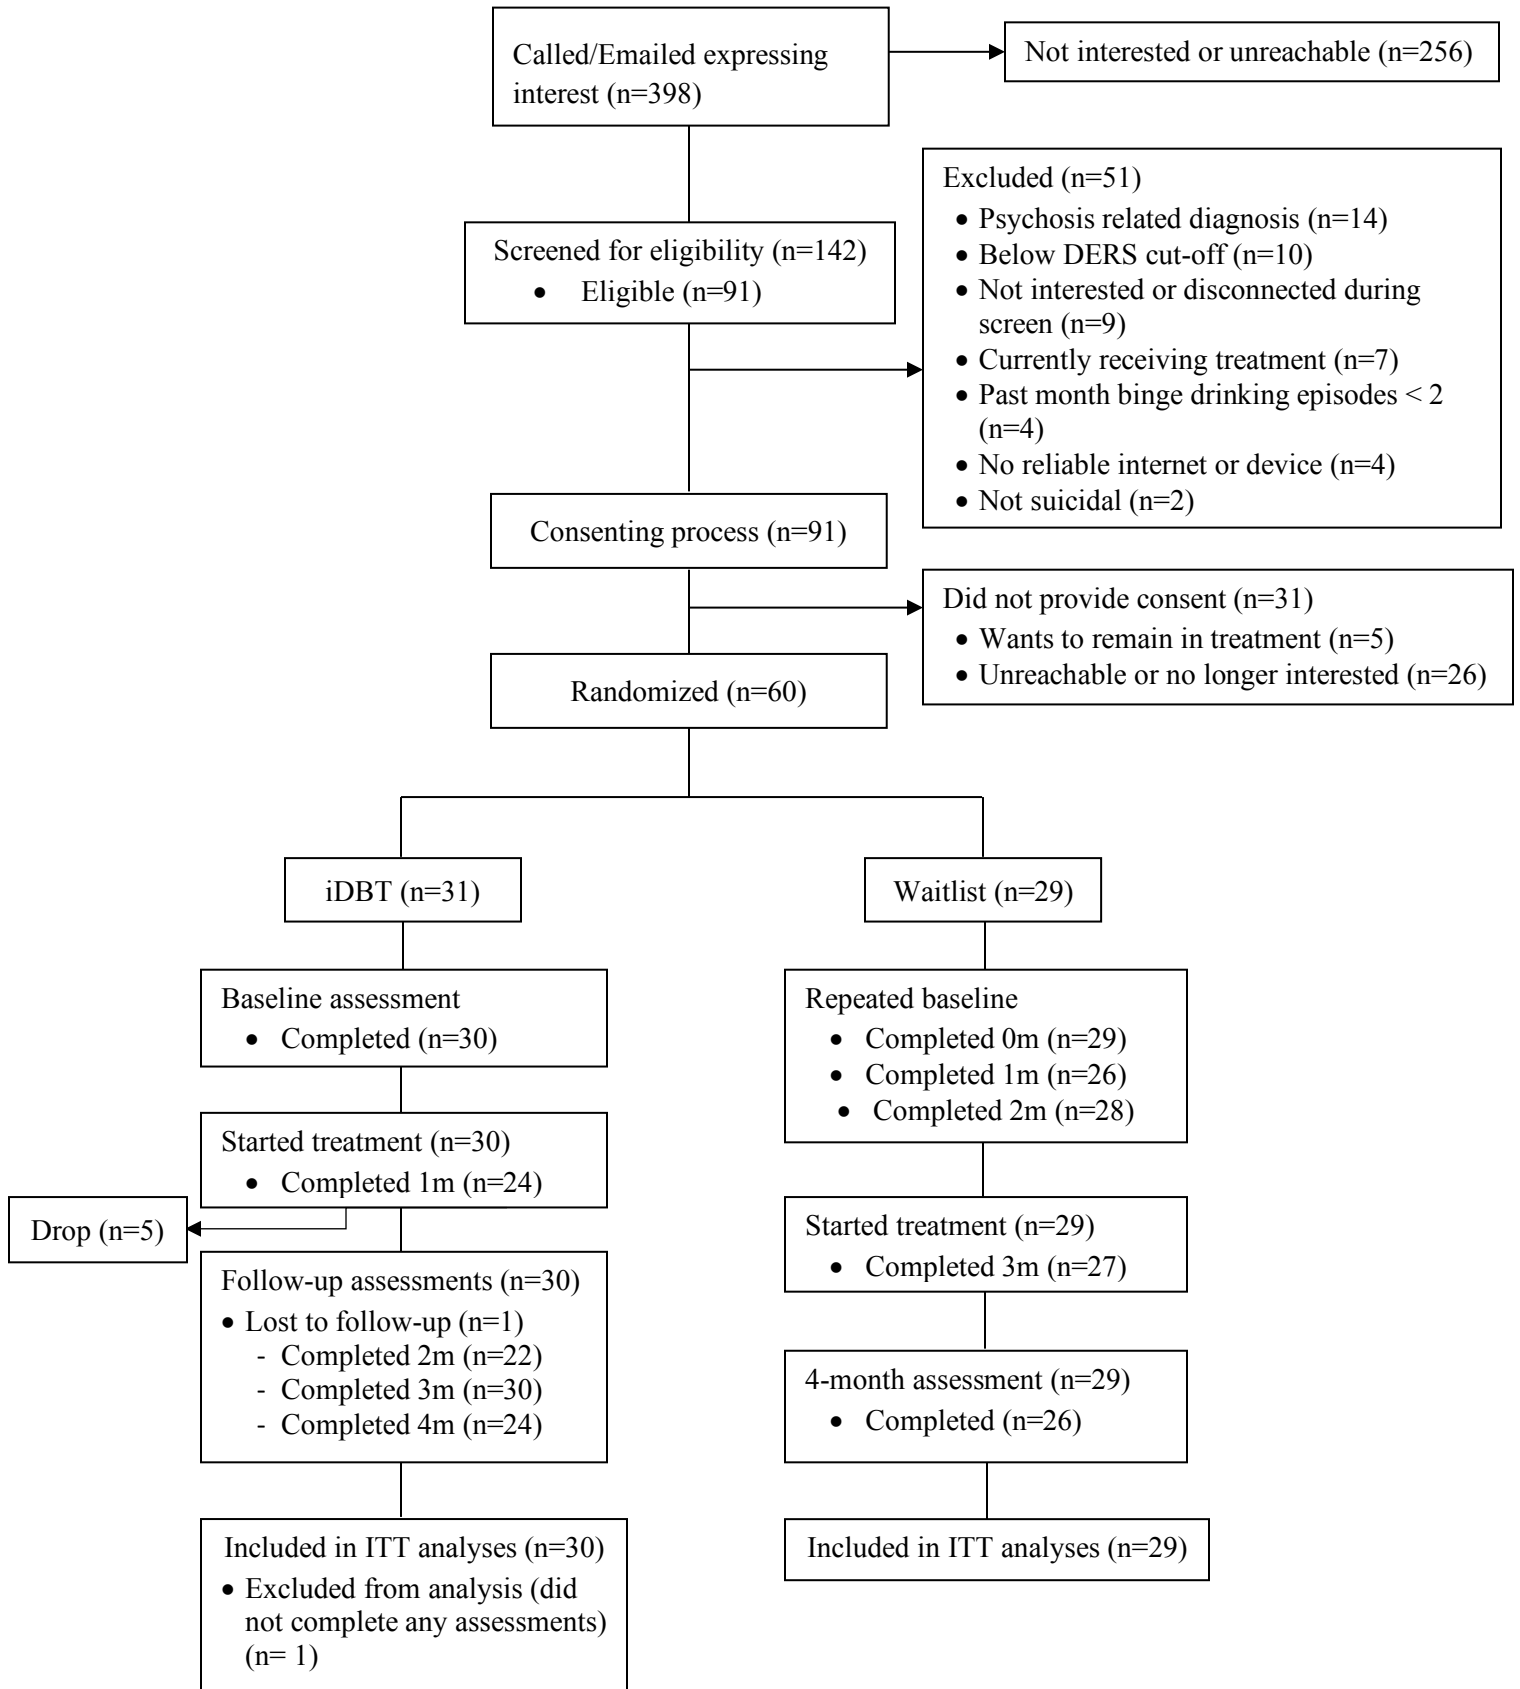 Called/Emailed expressing
interest (n=398)
Not interested or unreachable (n=256)
Excluded (n=51)
• Psychosis related diagnosis (n=14)
• Below DERS cut-off (n=10)
• Not interested or disconnected during
screen (n=9)
• Currently receiving treatment (n=7)
• Past month binge drinking episodes < 2
(n=4)
• No reliable internet or device (n=4)
• Not suicidal (n=2)
Screened for eligibility (n=142)
• Eligible (n=91)
Consenting process (n=91)
Did not provide consent (n=31)
• Wants to remain in treatment (n=5)
• Unreachable or no longer interested (n=26)
Randomized (n=60)
iDBT (n=31)
Baseline assessment
• Completed (n=30)
Started treatment (n=30)
• Completed 1m (n=24)
Drop (n=5)
Follow-up assessments (n=30)
• Lost to follow-up (n=1)
- Completed 2m (n=22)
- Completed 3m (n=30)
- Completed 4m (n=24)
Included in ITT analyses (n=30)
• Excluded from analysis (did
not complete any assessments)
(n= 1)
Waitlist (n=29)
Repeated baseline
• Completed 0m (n=29)
• Completed 1m (n=26)
• Completed 2m (n=28)
Started treatment (n=29)
• Completed 3m (n=27)
4-month assessment (n=29)
• Completed (n=26)
Included in ITT analyses (n=29)